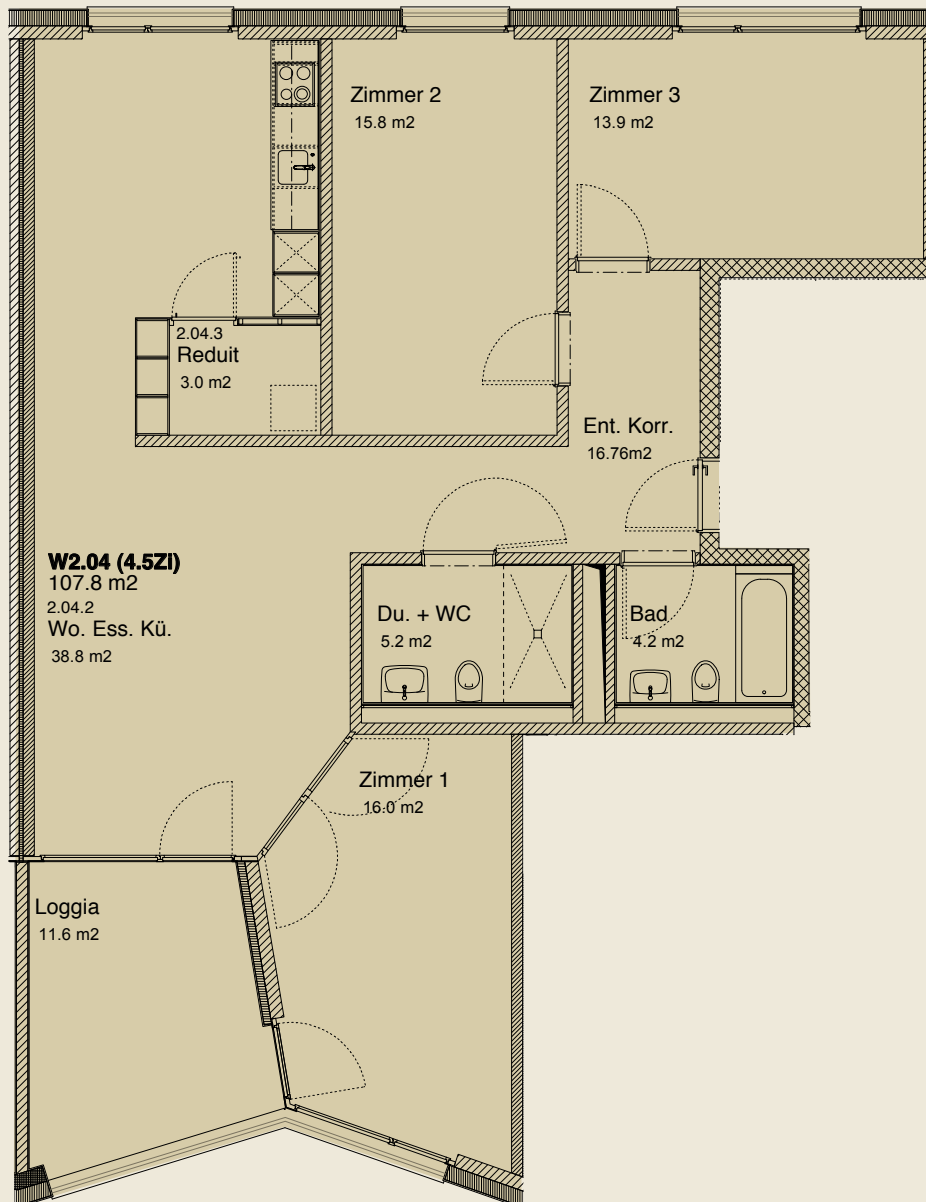 Zimmer 2
15.8 m2
Zimmer 3
13.9 m2
2.04.3
Reduit
3.0 m2
Ent. Korr.
16.76m2
W2.04 (4.5Zi)
107.8 m2
2.04.2
Wo. Ess. Kü.
38.8 m2
Du. + WC
5.2 m2
Bad
4.2 m2
Zimmer 1
16.0 m2
Loggia
11.6 m2